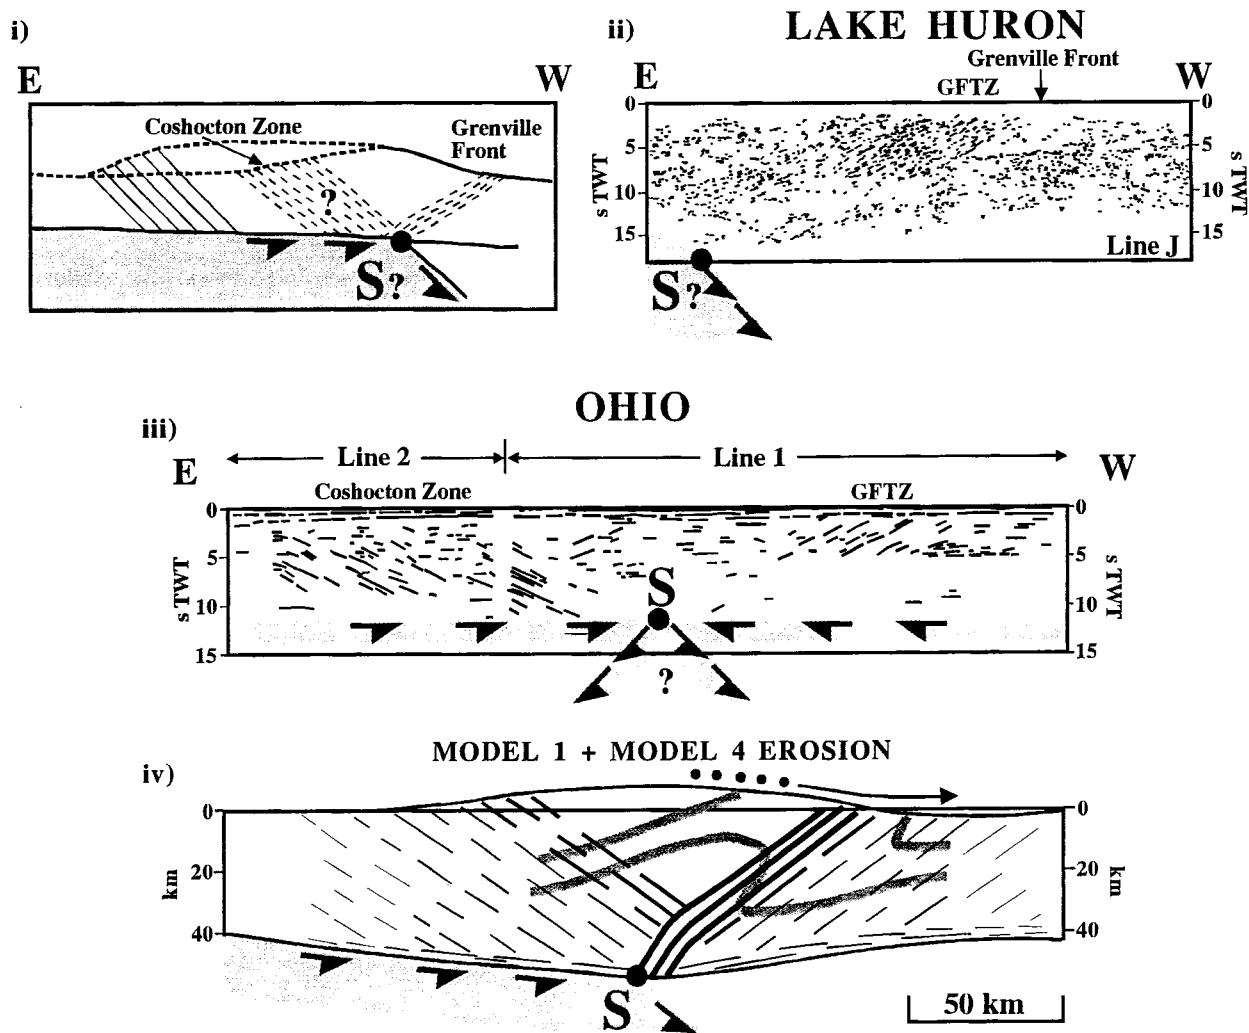 i)
E
W
Coshocton Zone
Grenville
Front
?
S?
ii)
LAKE HURON
Grenville Front
E
GFTZ
W
0
5
10
15
s TWT
0
5
10
15
s TWT
Line J
S?
OHIO
iii)
E
Line 2
Line 1
W
Coshocton Zone
GFTZ
0
5
10
15
s TWT
0
5
10
15
s TWT
S
?
MODEL 1 + MODEL 4 EROSION
iv)
0
20
40
km
0
20
40
km
S
50 km